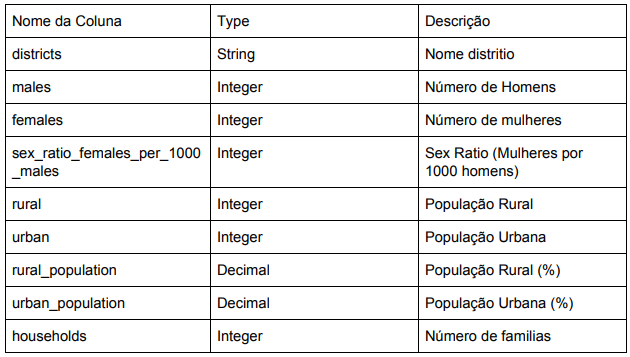 Nome da Coluna Type Descrição
districts String Nome distritio
males Integer Número de Homens
females Integer Número de mulheres
sex_ratio_females_per_1000 Integer Sex Ratio (Mulheres por
_males 1000 homens)
rural Integer População Rural
urban Integer População Urbana
rural_population Decimal População Rural (%)
urban_population Decimal População Urbana (%)
households Integer Número de familias